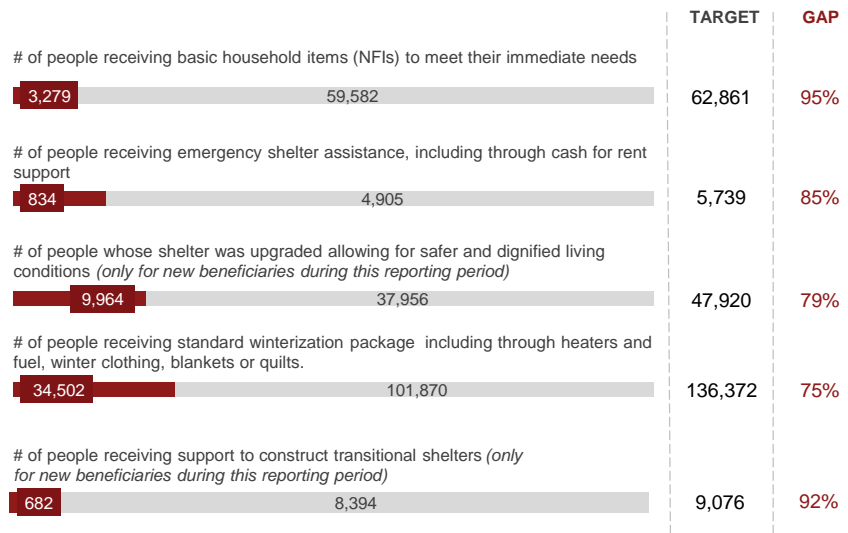 TARGET GAP
# of people receiving basic household items (NFIs) to meet their immediate needs
3,279 59,582 62,861 95%
# of people receiving emergency shelter assistance, including through cash for rent
support
834 4,905 5,739 85%
# of people whose shelter was upgraded allowing for safer and dignified living
conditions (only for new beneficiaries during this reporting period)
9,964 37,956 47,920 79%
# of people receiving standard winterization package including through heaters and
fuel, winter clothing, blankets or quilts.
34,502 101,870 136,372 75%
# of people receiving support to construct transitional shelters (only
for new beneficiaries during this reporting period)
682 8,394 9,076 92%